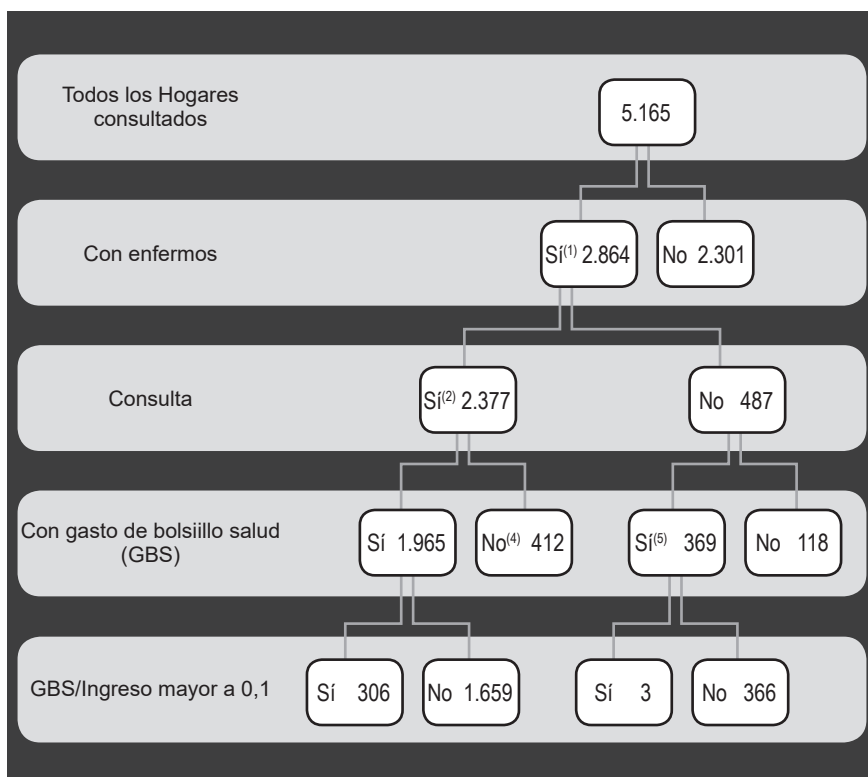 Todos los Hogares
consultados
5.165
Con enfermos
Sí(1) 2.864
No 2.301
Consulta
Sí(2) 2.377
No 487
Con gasto de bolsiillo salud
(GBS)
Sí 1.965
No(4) 412
Sí(5) 369
No 118
GBS/Ingreso mayor a 0,1
Sí 306
No 1.659
Sí 3
No 366